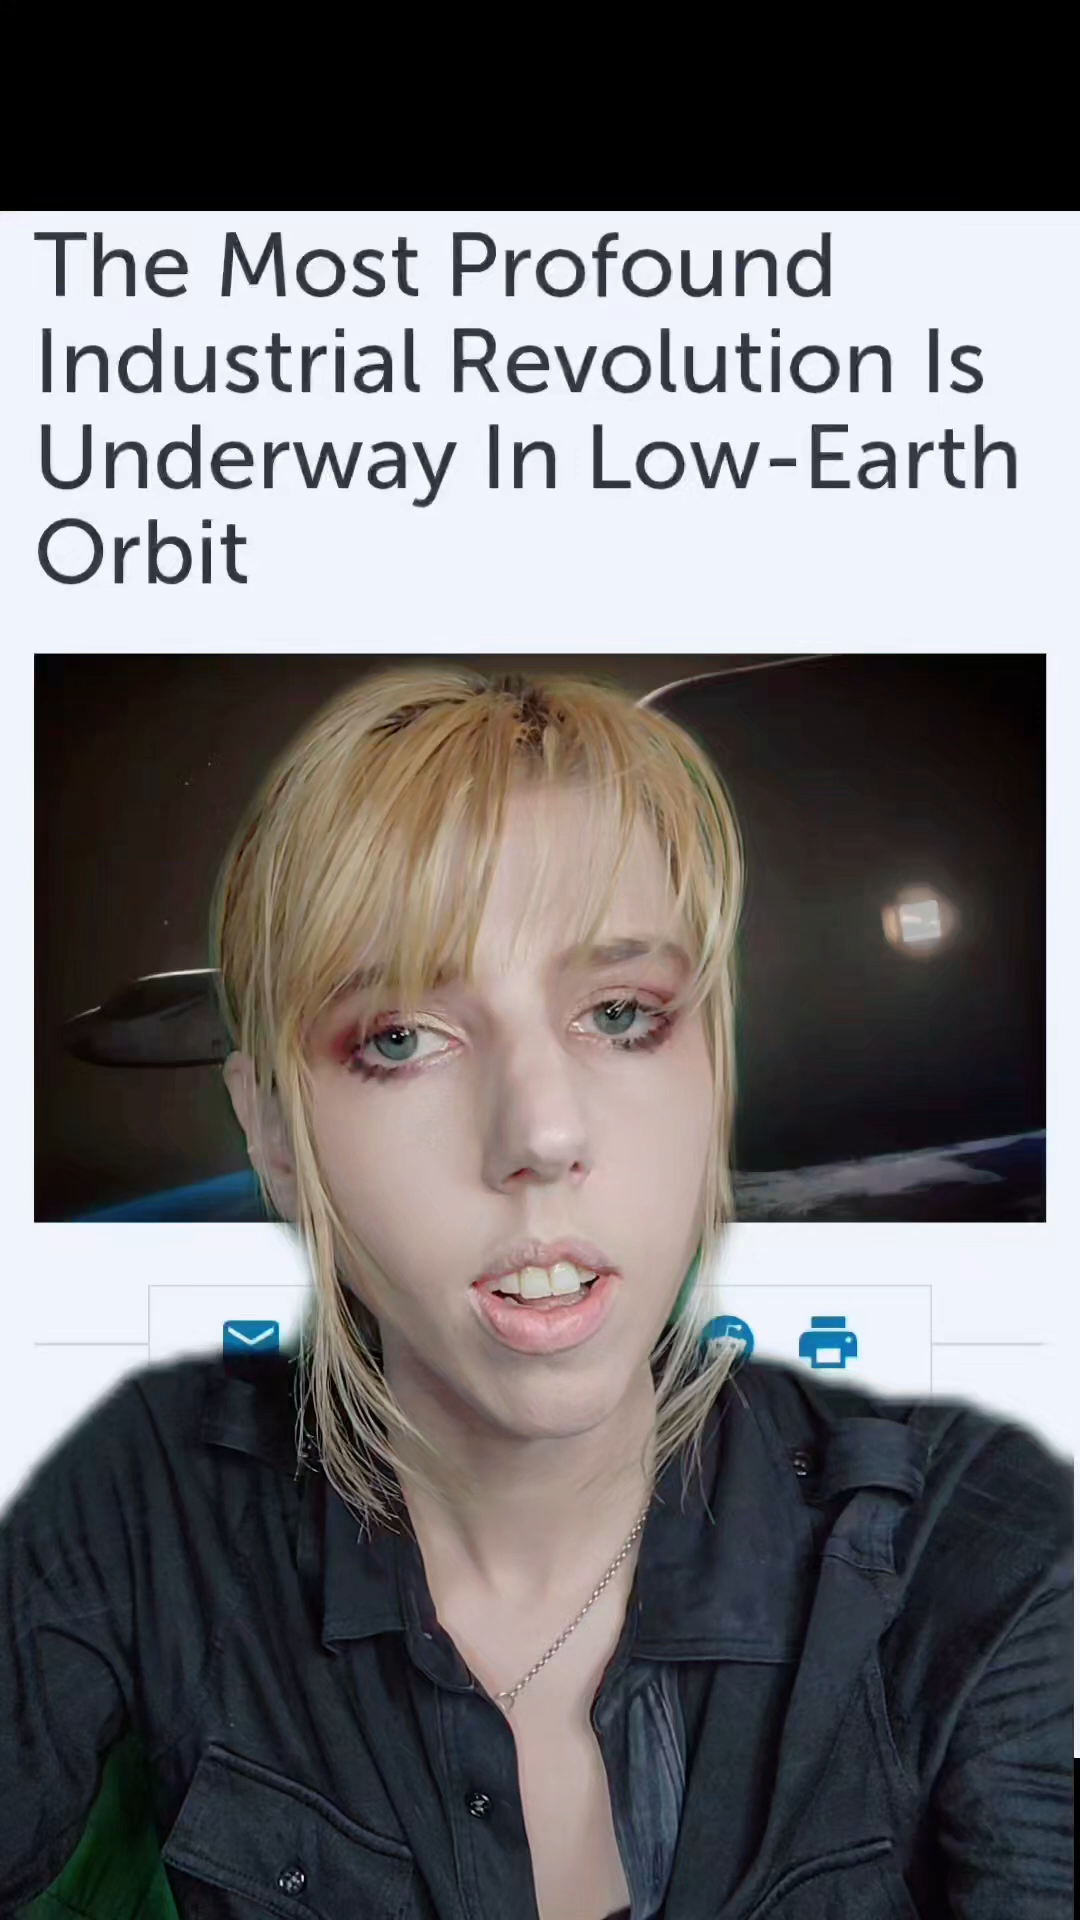 The Most Profound
Industrial Revolution Is
Underway In Low-Earth
Orbit